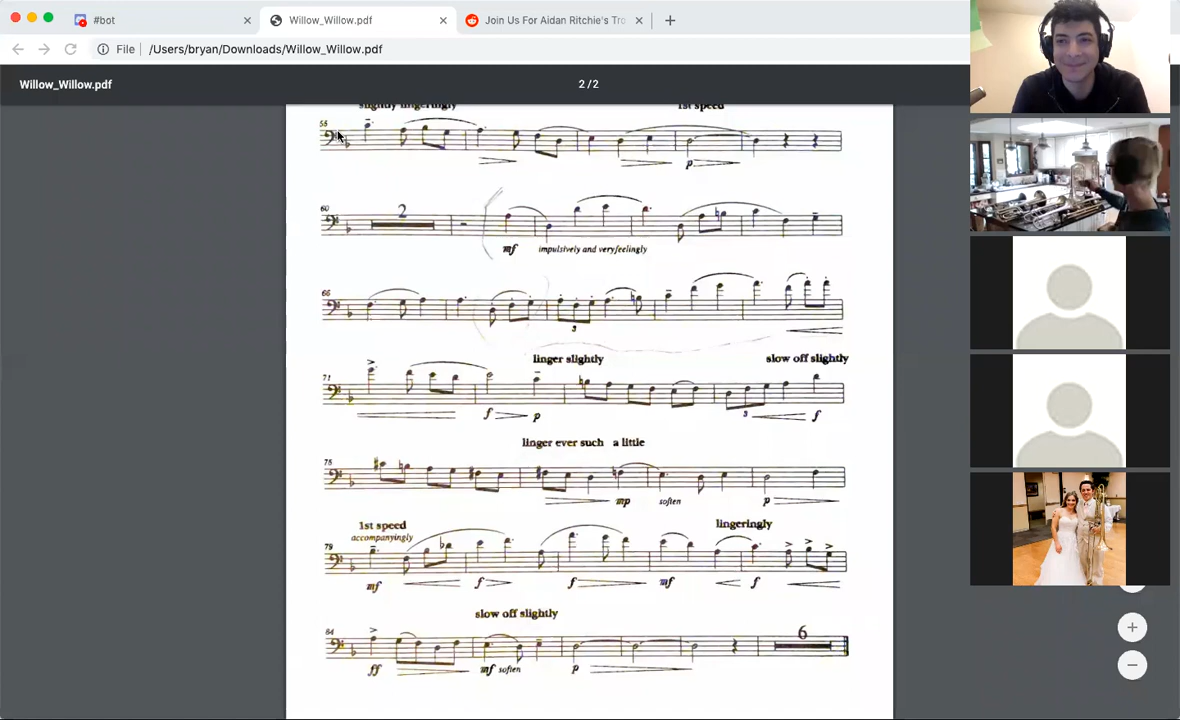 #bot
Willow_Willow.pdf
Join Us For Aidan Ritchie's Tro
File /Users/bryan/Downloads/Willow_Willow.pdf
Willow_Willow.pdf
2 / 2
slightly lingeringly
1st speed
55
p
60
2
mf impulsively and very feelingly
66
3
linger slightly
slow off slightly
71
f p
3
f
linger ever such a little
75
mp soften
p
1st speed
accompanyingly
lingeringly
79
mf f f mf f
slow off slightly
84
6
ff mf soften p